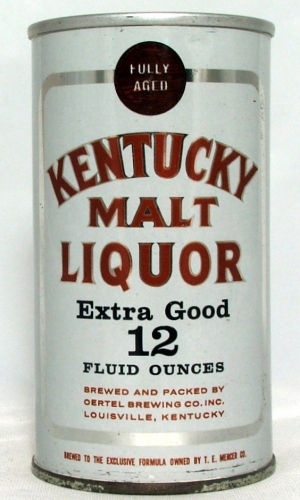 FULLY
AGED
KENTUCKY
MALT
LIQUOR
Extra Good
12
FLUID OUNCES
BREWED AND PACKED BY
OERTEL BREWING CO. INC.
LOUISVILLE, KENTUCKY
BREWED TO THE EXCLUSIVE FORMULA OWNED BY T. E. MERCER CO.